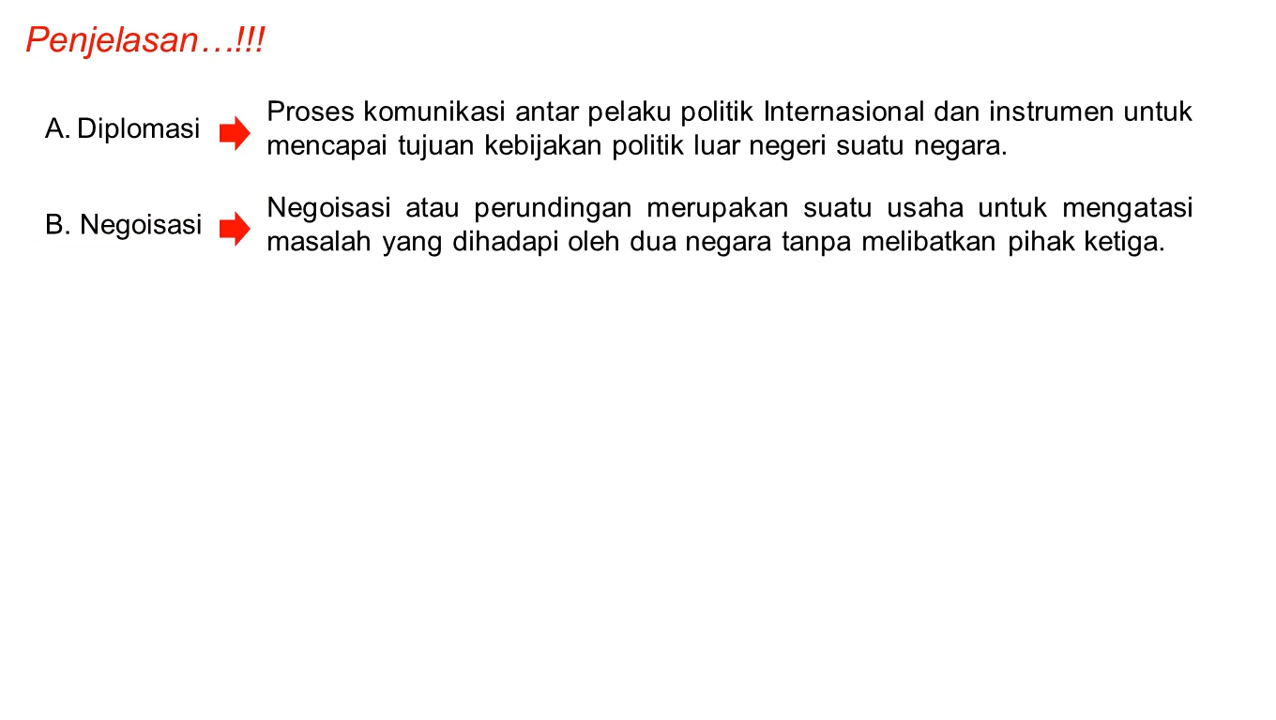 Penjelasan…!!!
A. Diplomasi
Proses komunikasi antar pelaku politik Internasional dan instrumen untuk
mencapai tujuan kebijakan politik luar negeri suatu negara.
B. Negoisasi
Negoisasi atau perundingan merupakan suatu usaha untuk mengatasi
masalah yang dihadapi oleh dua negara tanpa melibatkan pihak ketiga.